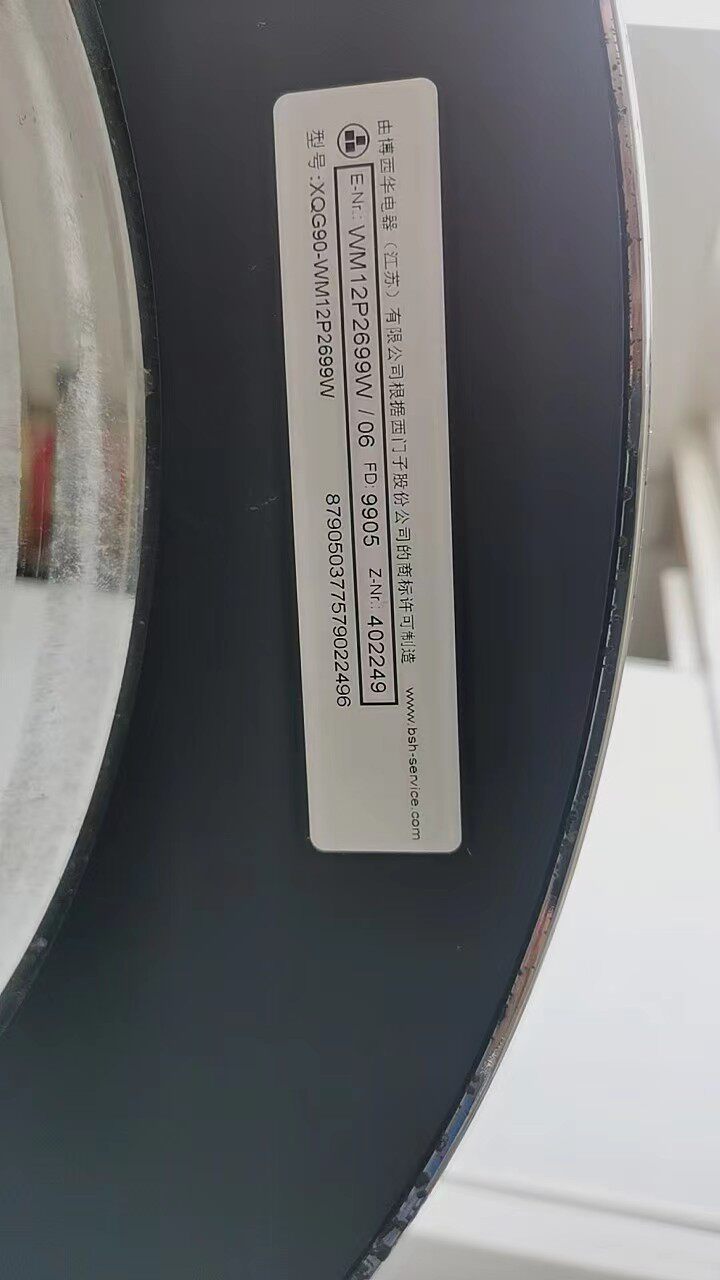 由博西华电器（江苏）有限公司根据西门子股份公司的商标许可制造 www.bsh-service.com
E-Nr.: WM12P2699W / 06 FD: 9905 Z-Nr.: 402249
型号:XQG90-WM12P2699W 879050377579022496